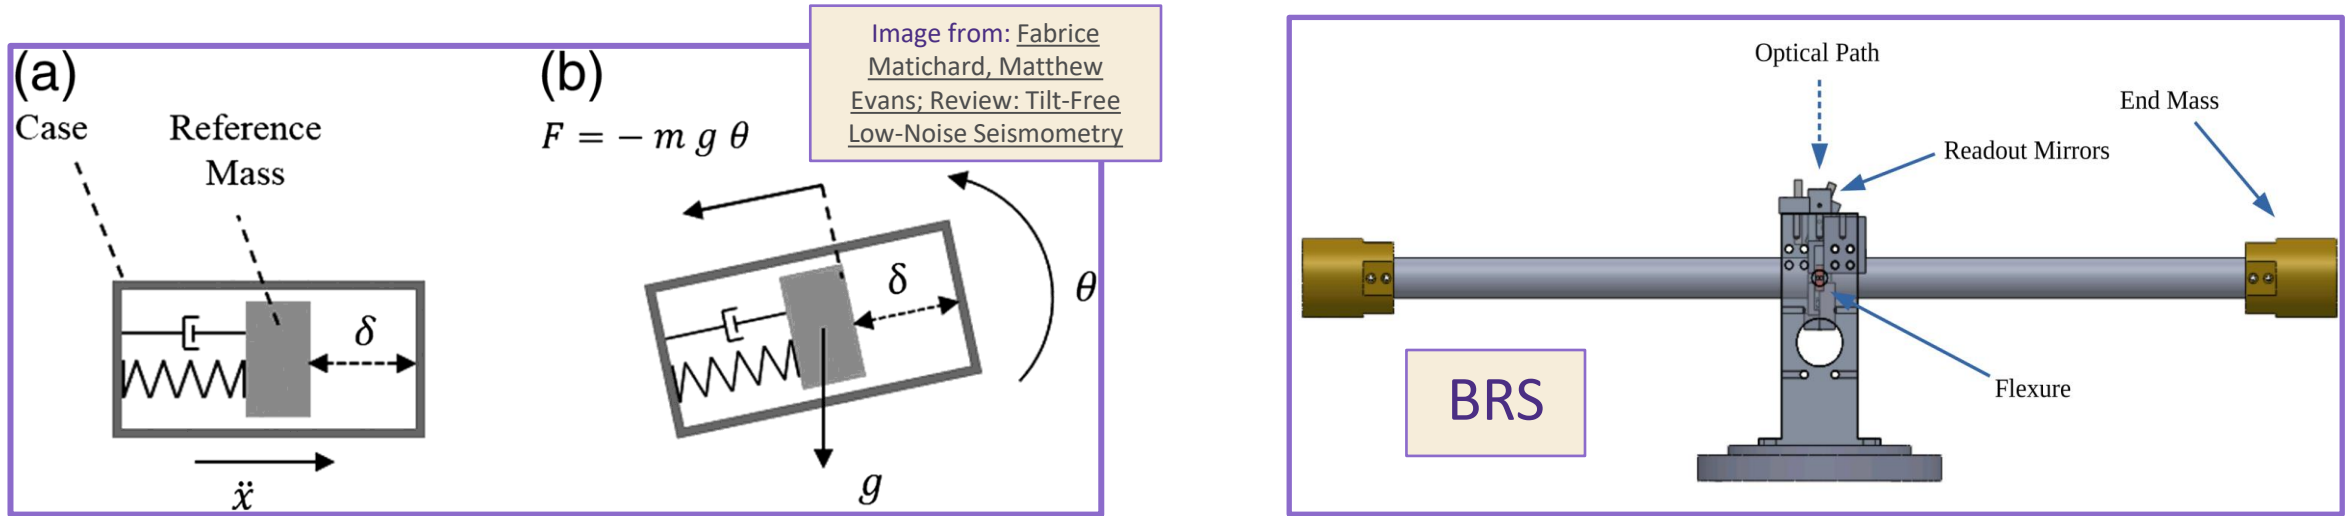 (a)
Case
Reference
Mass
δ
ẍ
(b)
F = − m g θ
δ
θ
g
Image from: Fabrice
Matichard, Matthew
Evans; Review: Tilt-Free
Low-Noise Seismometry
Optical Path
End Mass
Readout Mirrors
Flexure
BRS